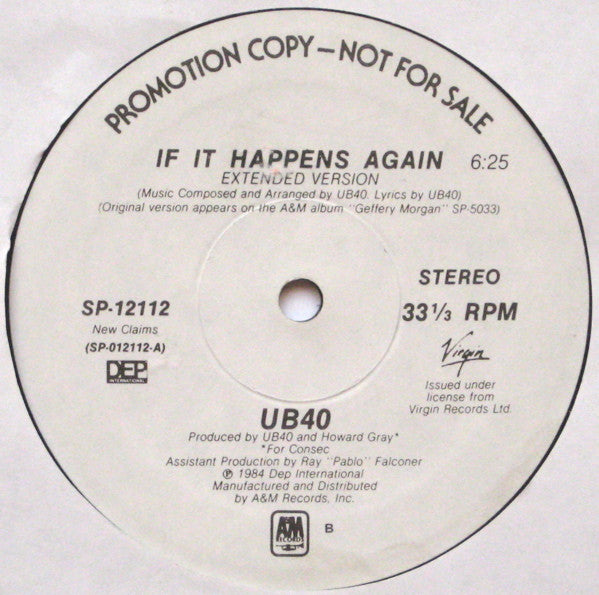 PROMOTION COPY — NOT FOR SALE
IF IT HAPPENS AGAIN 6:25
EXTENDED VERSION
(Music Composed and Arranged by UB40. Lyrics by UB40)
(Original version appears on the A&M album "Geffery Morgan" SP-5033)
STEREO
SP-12112
33 1/3 RPM
New Claims
(SP-012112-A)
DEP
INTERNATIONAL
Virgin
Issued under
license from
Virgin Records Ltd.
UB40
Produced by UB40 and Howard Gray*
*For Consec
Assistant Production by Ray "Pablo" Falconer
℗ 1984 Dep International
Manufactured and Distributed
by A&M Records, Inc.
A&M
RECORDS
B